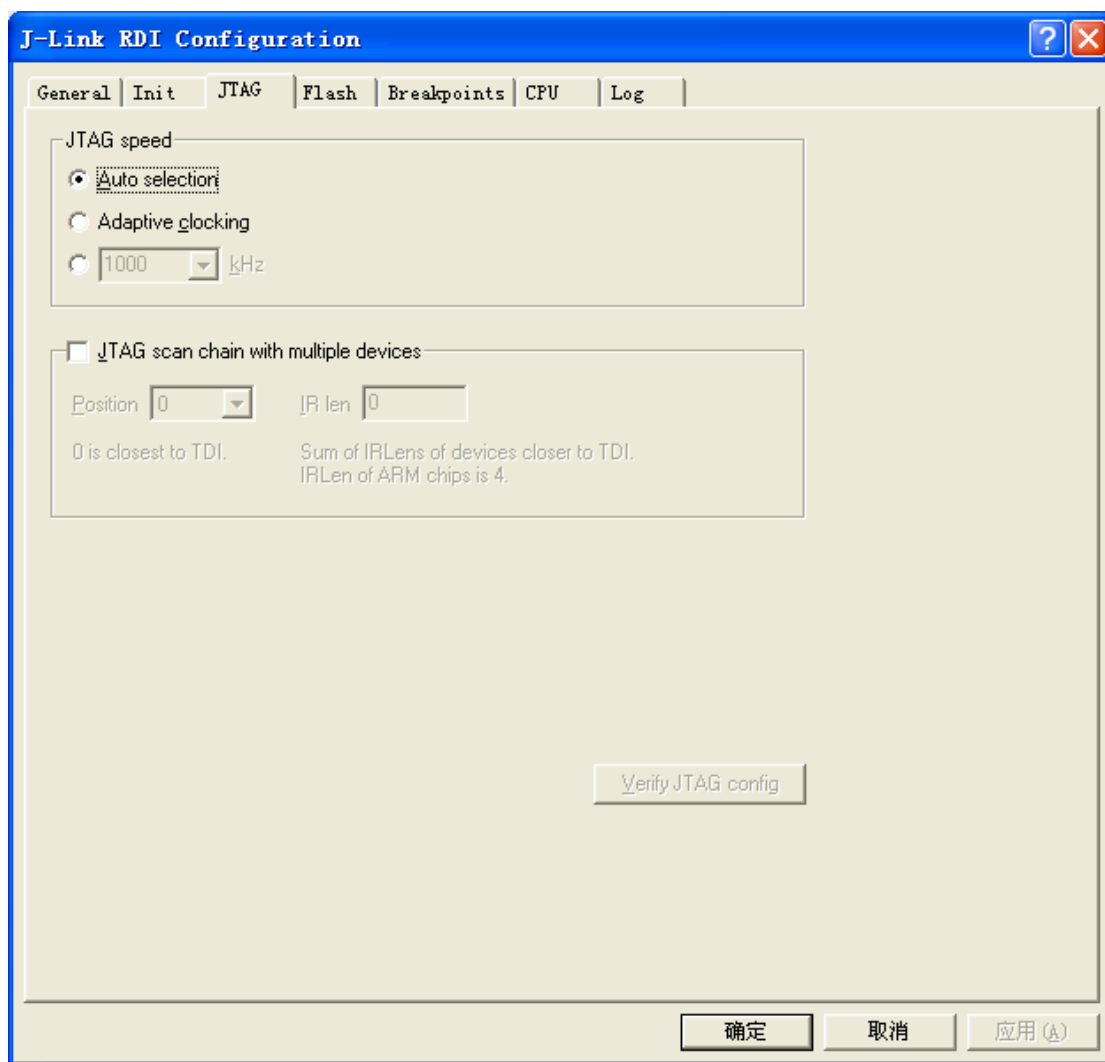 J-Link RDI Configuration
General Init JTAG Flash Breakpoints CPU Log
JTAG speed
Auto selection
Adaptive clocking
1000 kHz
JTAG scan chain with multiple devices
Position 0 IR len 0
0 is closest to TDI. Sum of IRLens of devices closer to TDI.
IRLen of ARM chips is 4.
Verify JTAG config
确定 取消 应用(A)